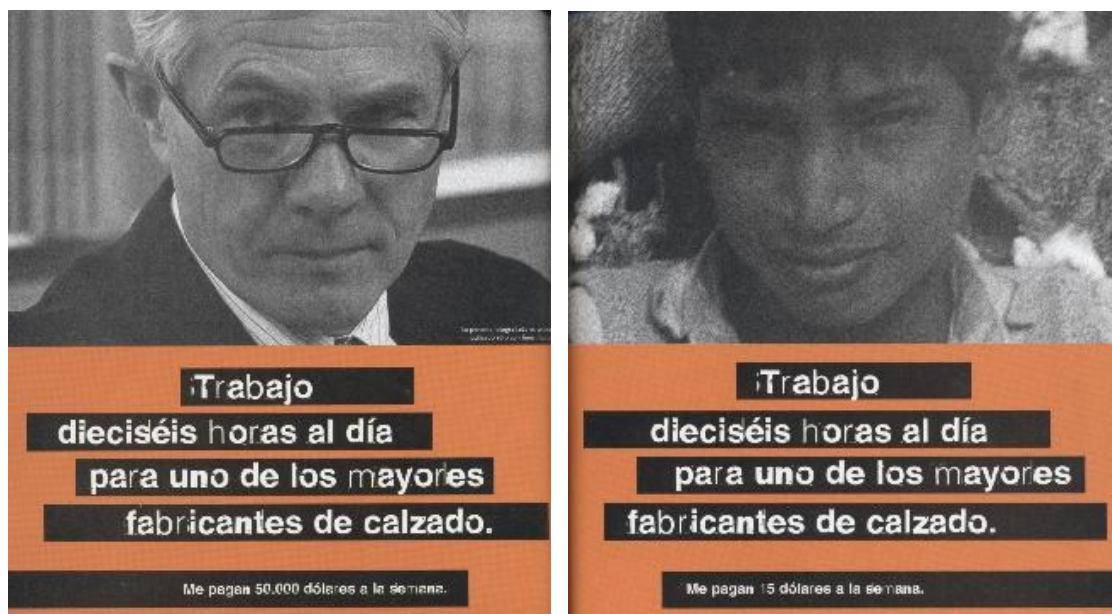 Trabajo
dieciséis horas al día
para uno de los mayores
fabricantes de calzado.
Me pagan 50.000 dólares a la semana.
Trabajo
dieciséis horas al día
para uno de los mayores
fabricantes de calzado.
Me pagan 15 dólares a la semana.